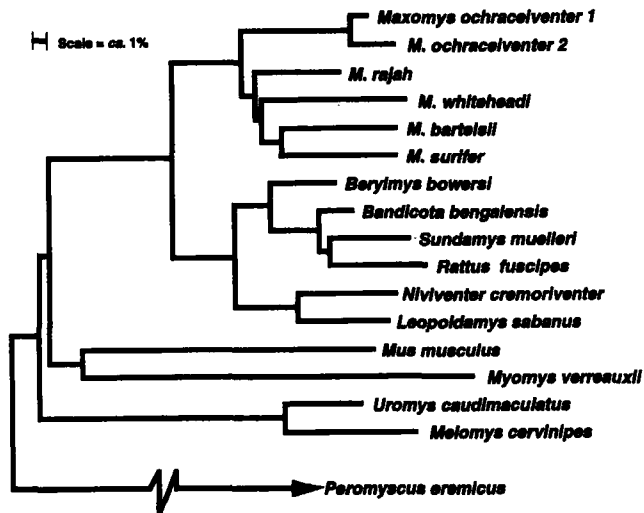 Maxomys ochraceiventer 1
Scale = ca. 1%
M. ochraceiventer 2
M. rajah
M. whiteheadi
M. bartelsii
M. surifer
Berylmys bowersi
Bandicota bengalensis
Sundamys muelleri
Rattus fuscipes
Niviventer cremoriventer
Leopoldamys sabanus
Mus musculus
Myomys verreauxii
Uromys caudimaculatus
Melomys cervinipes
Peromyscus eremicus